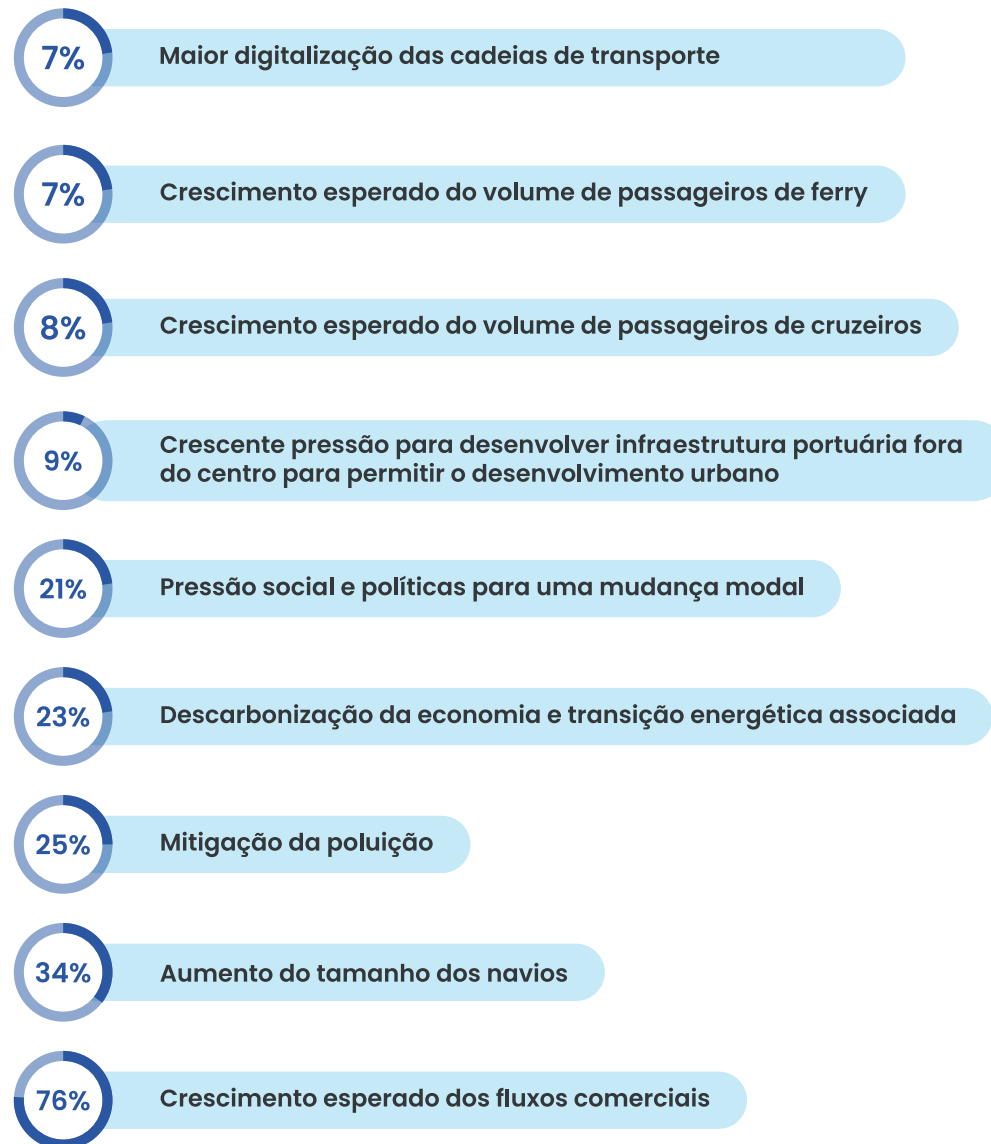 7%
Maior digitalização das cadeias de transporte
7%
Crescimento esperado do volume de passageiros de ferry
8%
Crescimento esperado do volume de passageiros de cruzeiros
9%
Crescente pressão para desenvolver infraestrutura portuária fora
do centro para permitir o desenvolvimento urbano
21%
Pressão social e políticas para uma mudança modal
23%
Descarbonização da economia e transição energética associada
25%
Mitigação da poluição
34%
Aumento do tamanho dos navios
76%
Crescimento esperado dos fluxos comerciais